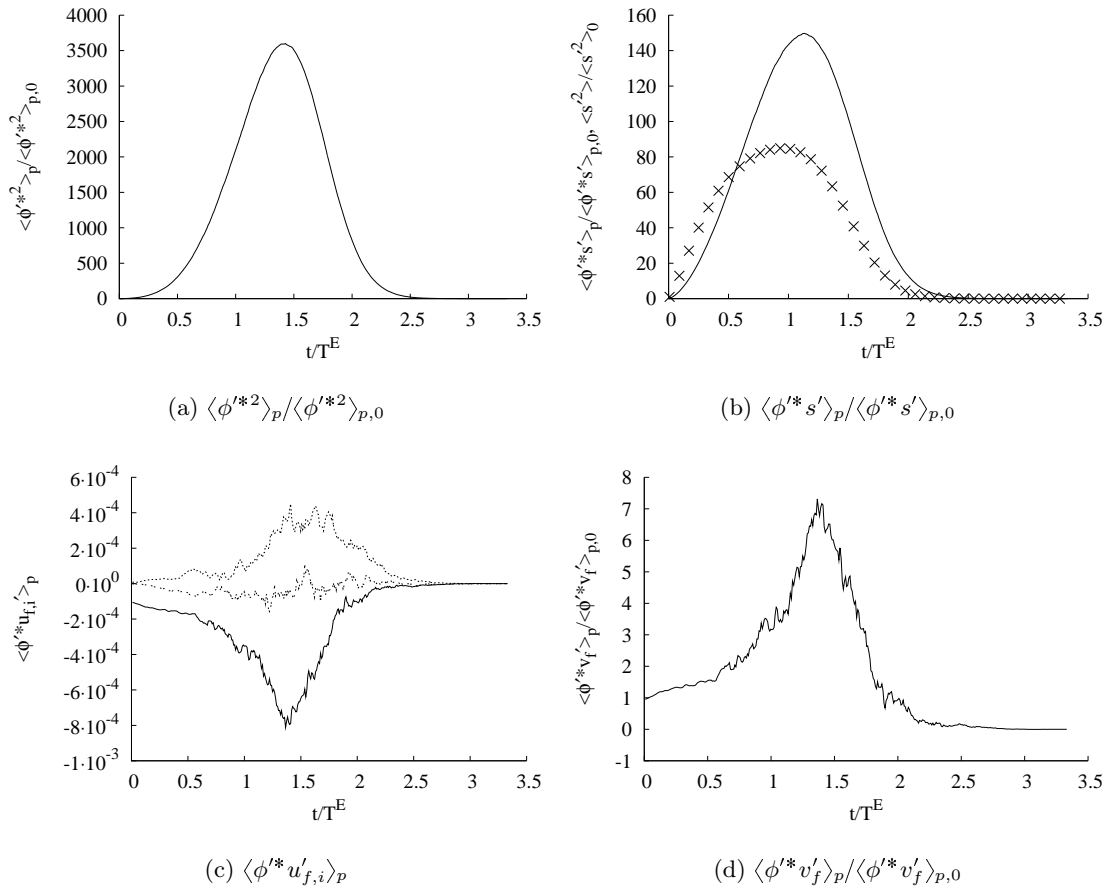 4000
3500
3000
2500
2000
1500
1000
500
0
0 0.5 1 1.5 2 2.5 3 3.5
t/T^E
<ϕ′*²>_p/<ϕ′*²>_{p,0}
(a) ⟨ϕ′*²⟩_p/⟨ϕ′*²⟩_{p,0}
160
140
120
100
80
60
40
20
0
0 0.5 1 1.5 2 2.5 3 3.5
t/T^E
<ϕ′*s′>_p/<ϕ′*s′>_{p,0}, <s′²>/<s′²>_0
(b) ⟨ϕ′*s′⟩_p/⟨ϕ′*s′⟩_{p,0}
6·10⁻⁴
4·10⁻⁴
2·10⁻⁴
0·10⁰
-2·10⁻⁴
-4·10⁻⁴
-6·10⁻⁴
-8·10⁻⁴
-1·10⁻³
0 0.5 1 1.5 2 2.5 3 3.5
t/T^E
<ϕ′*u_{f,i}′>_p
(c) ⟨ϕ′*u′_{f,i}⟩_p
8
7
6
5
4
3
2
1
0
-1
0 0.5 1 1.5 2 2.5 3 3.5
t/T^E
<ϕ′*v_f′>_p/<ϕ′*v_f′>_{p,0}
(d) ⟨ϕ′*v′_f⟩_p/⟨ϕ′*v′_f⟩_{p,0}